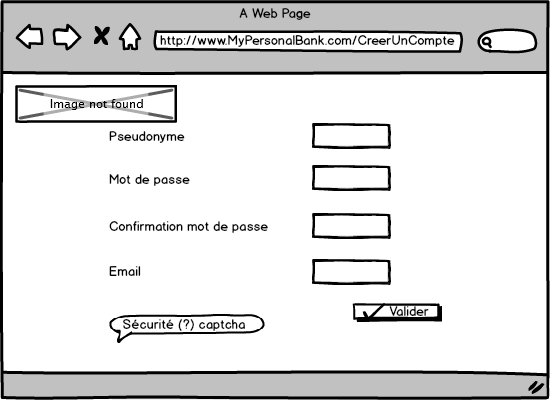 A Web Page
http://www.MyPersonalBank.com/CreerUnCompte
Image not found
Pseudonyme
Mot de passe
Confirmation mot de passe
Email
Valider
Sécurité (?) captcha